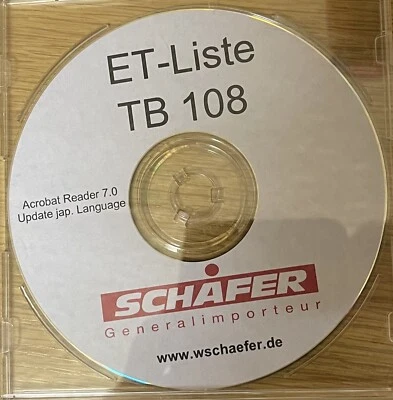 ET-Liste
TB 108
Acrobat Reader 7.0
Update jap. Language
SCHÄFER
Generalimporteur
www.wschaefer.de